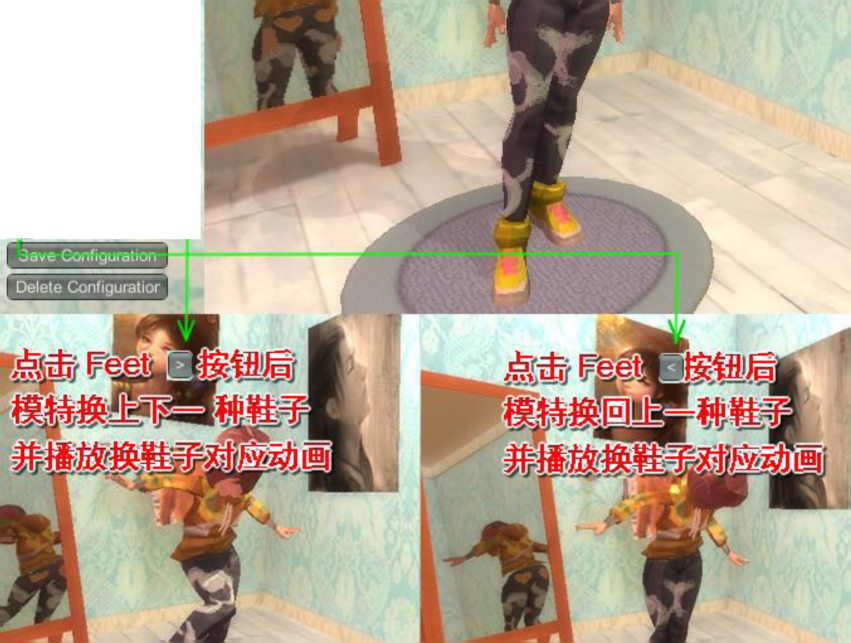 Save Configuration
Delete Configuration
点击 Feet > 按钮后
模特换上下一 种鞋子
并播放换鞋子对应动画
点击 Feet < 按钮后
模特换回上一种鞋子
并播放换鞋子对应动画